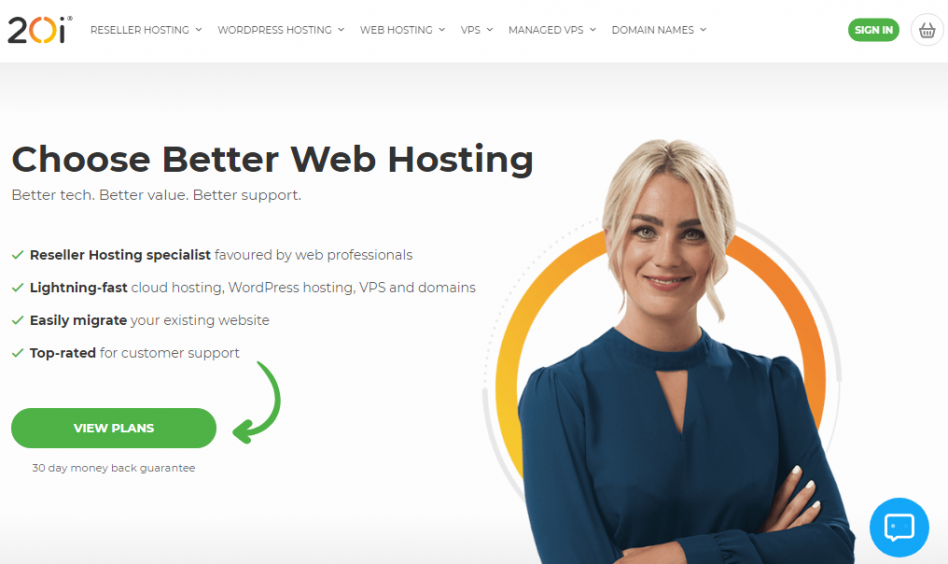 20i®
RESELLER HOSTING
WORDPRESS HOSTING
WEB HOSTING
VPS
MANAGED VPS
DOMAIN NAMES
SIGN IN
Choose Better Web Hosting
Better tech. Better value. Better support.
Reseller Hosting specialist favoured by web professionals
Lightning-fast cloud hosting, WordPress hosting, VPS and domains
Easily migrate your existing website
Top-rated for customer support
VIEW PLANS
30 day money back guarantee